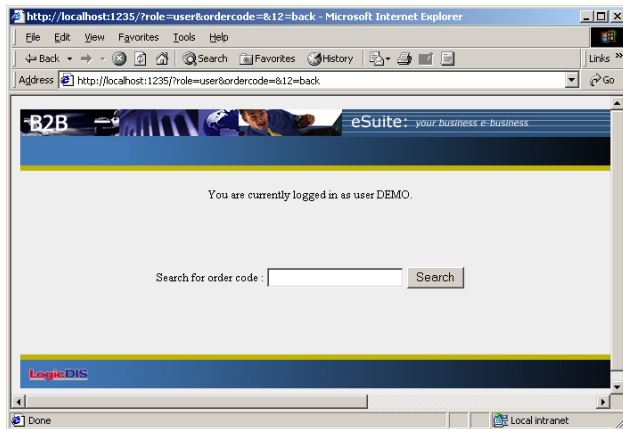 http://localhost:1235/?role=user&ordercode=&12=back - Microsoft Internet Explorer
File Edit View Favorites Tools Help
Back Search Favorites History Links »
Address http://localhost:1235/?role=user&ordercode=&12=back Go
B2B eSuite: your business e-business
You are currently logged in as user DEMO.
Search for order code : Search
LogicDIS
Done Local intranet